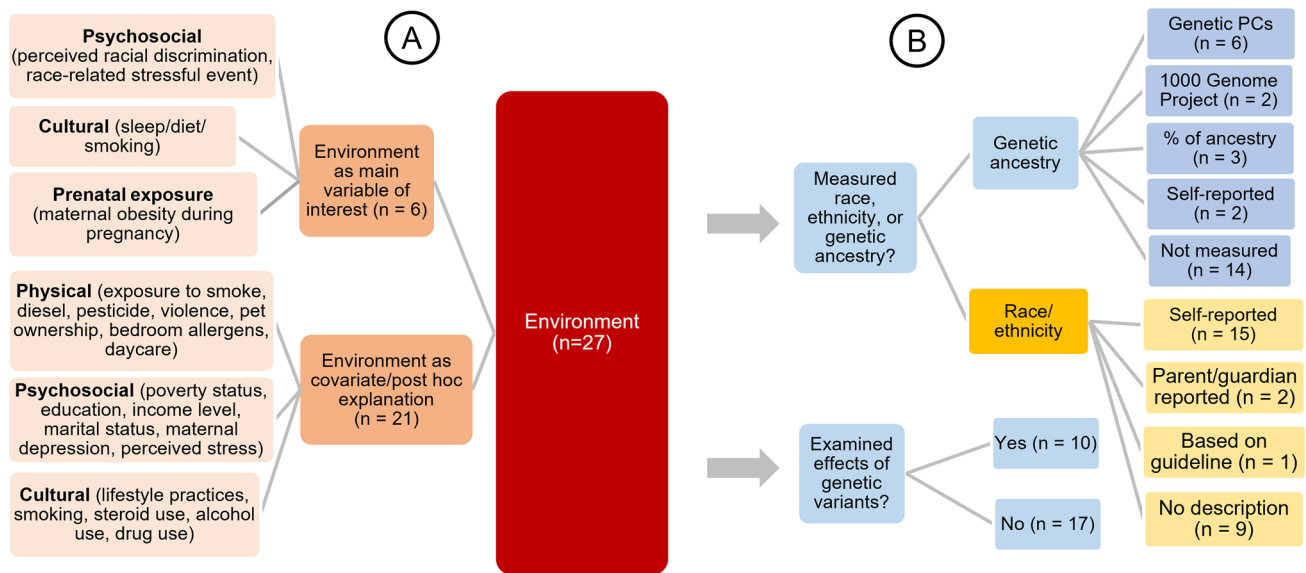 A
Psychosocial
(perceived racial discrimination,
race-related stressful event)
Cultural (sleep/diet/
smoking)
Prenatal exposure
(maternal obesity during
pregnancy)
Environment
as main
variable of
interest (n = 6)
Physical (exposure to smoke,
diesel, pesticide, violence, pet
ownership, bedroom allergens,
daycare)
Psychosocial (poverty status,
education, income level,
marital status, maternal
depression, perceived stress)
Cultural (lifestyle practices,
smoking, steroid use, alcohol
use, drug use)
Environment as
covariate/post hoc
explanation
(n = 21)
Environment
(n=27)
B
Measured
race,
ethnicity, or
genetic
ancestry?
Genetic
ancestry
Genetic PCs
(n = 6)
1000 Genome
Project (n = 2)
% of ancestry
(n = 3)
Self-reported
(n = 2)
Not measured
(n = 14)
Race/
ethnicity
Self-reported
n = 15)
Parent/guardian
reported (n = 2)
Based on
guideline (n = 1)
No description
(n = 9)
Examined
effects of
genetic
variants?
Yes (n = 10)
No (n = 17)